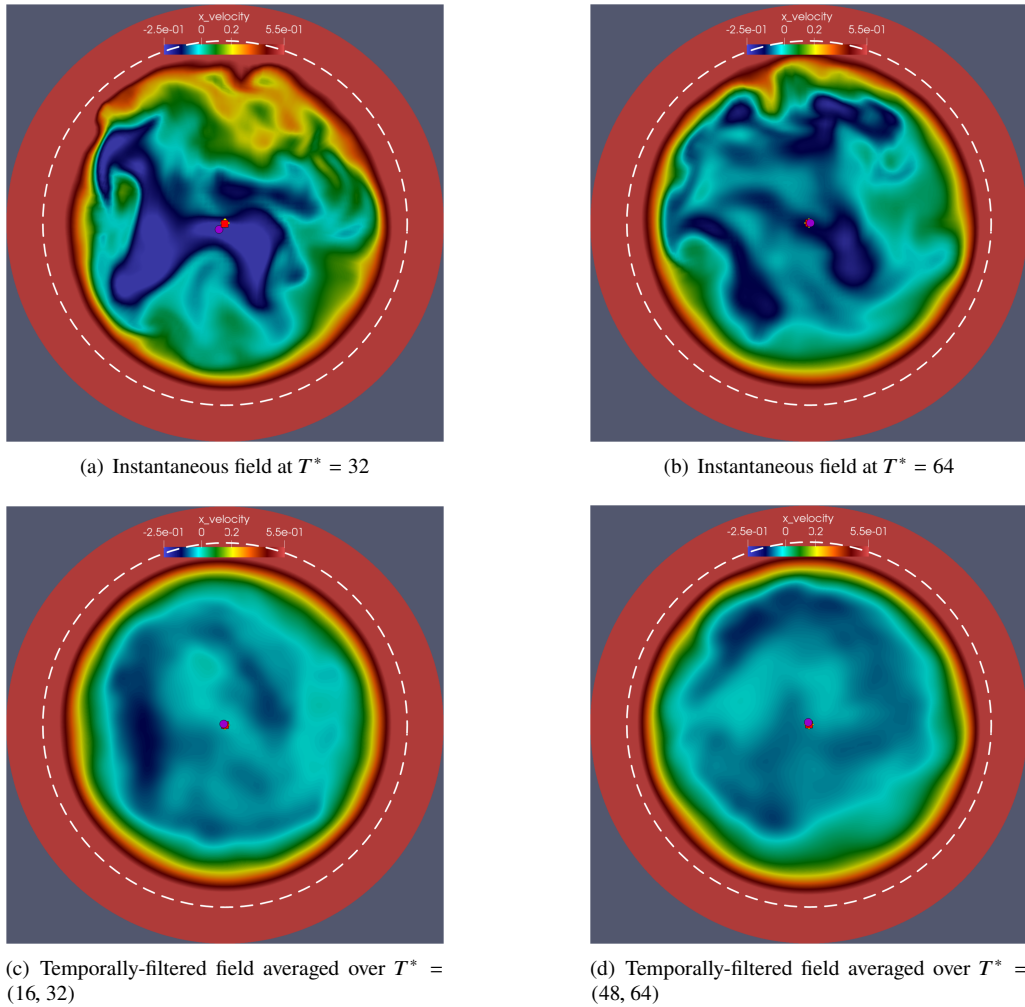 x_velocity
-2.5e-01 0 0.2 5.5e-01
x_velocity
-2.5e-01 0 0.2 5.5e-01
(a) Instantaneous field at T* = 32
(b) Instantaneous field at T* = 64
x_velocity
-2.5e-01 0 0.2 5.5e-01
x_velocity
-2.5e-01 0 0.2 5.5e-01
(c) Temporally-filtered field averaged over T* =
(16, 32)
(d) Temporally-filtered field averaged over T* =
(48, 64)